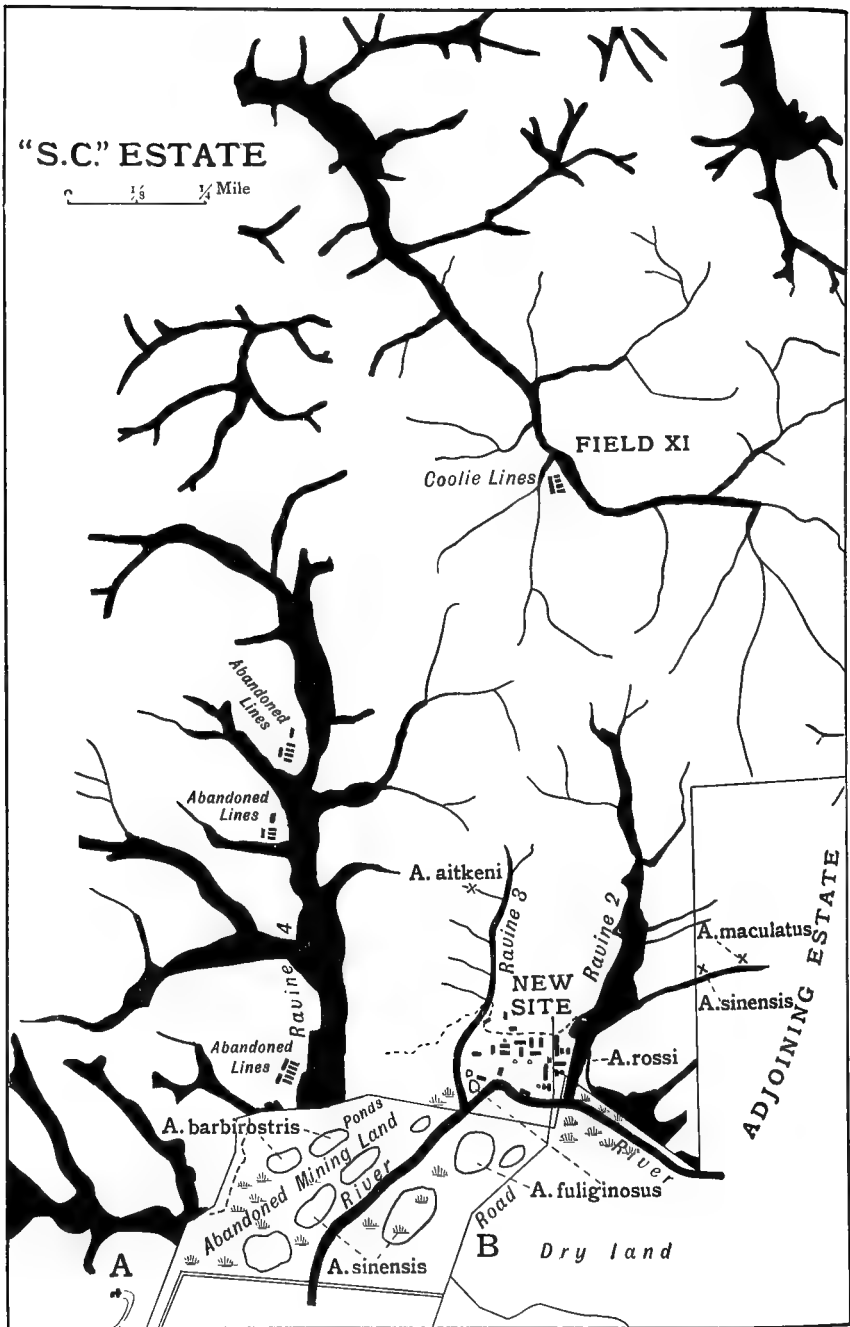 "S.C." ESTATE
0 1/8 1/4 Mile
FIELD XI
Coolie Lines
Abandoned
Lines
Abandoned
Lines
A. aitkeni
Ravine 3
Ravine 2
Ravine 4
A. maculatus
A. sinensis
ADJOINING ESTATE
NEW
SITE
Abandoned
Lines
A. rossi
A. barbirostris
Ponds
Abandoned Mining Land
River
River
Road
A. fuliginosus
A. sinensis
A
B
Dry land